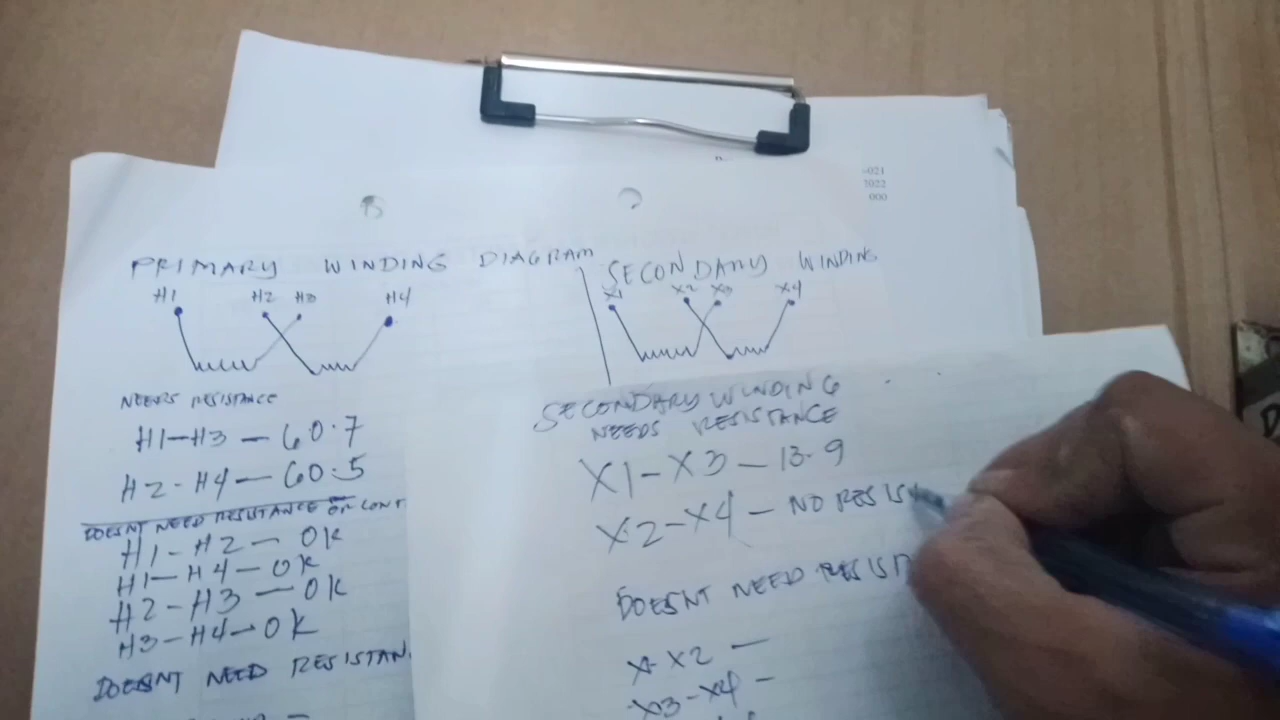 -021
2022
000
PRIMARY WINDING DIAGRAM
H1 H2 H3 H4
NEEDS RESISTANCE
H1-H3 - 60.7
H2-H4 - 60.5
DOESNT NEED RESISTANCE OR CONT
H1-H2 - OK
H1-H4 - OK
H2-H3 - OK
H3-H4 - OK
DOESNT NEED RESISTAN
SECONDARY WINDING
X1 X2 X3 X4
SECONDARY WINDING
NEEDS RESISTANCE
X1-X3 - 13.9
X2-X4 - NO RESIS
DOESNT NEED RESIST
X- X2 -
X3-X4 -